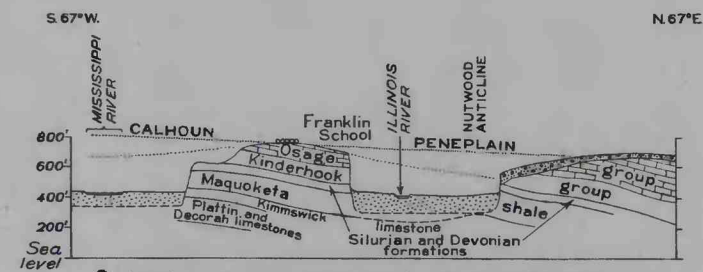 S.67°W.
N.67°E
MISSISSIPPI
RIVER
CALHOUN
Franklin
School
ILLINOIS
RIVER
NUTWOOD
ANTICLINE
PENEPLAIN
800'
600'
400'
200'
Sea
level
Osage
Kinderhook
Maquoketa
Kimmswick
limestone
Plattin and
Decorah limestones
group
group
shale
Silurian and Devonian
formations